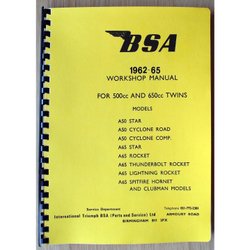 BSA
1962-65
WORKSHOP MANUAL
FOR 500cc AND 650cc TWINS
MODELS
A50 STAR
A50 CYCLONE ROAD
A50 CYCLONE COMP.
A65 STAR
A65 ROCKET
A65 THUNDERBOLT ROCKET
A65 LIGHTNING ROCKET
A65 SPITFIRE HORNET
AND CLUBMAN MODELS
Service Department
International Triumph BSA (Parts and Service) Ltd
ARMOURY ROAD
BIRMINGHAM B11 2PX